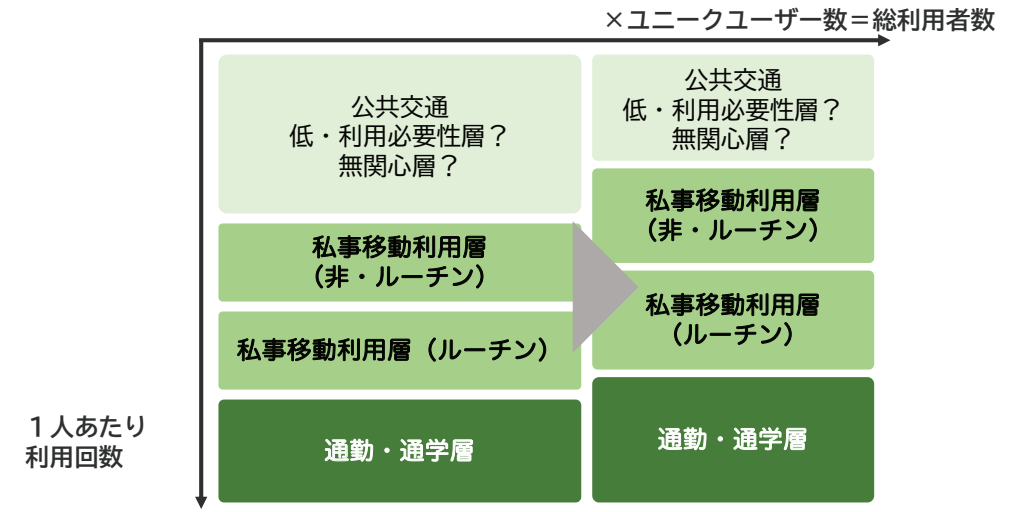 ×ユニークユーザー数＝総利用者数
公共交通
低・利用必要性層？
無関心層？
私事移動利用層
（非・ルーチン）
私事移動利用層（ルーチン）
通勤・通学層
公共交通
低・利用必要性層？
無関心層？
私事移動利用層
（非・ルーチン）
私事移動利用層
（ルーチン）
通勤・通学層
１人あたり
利用回数